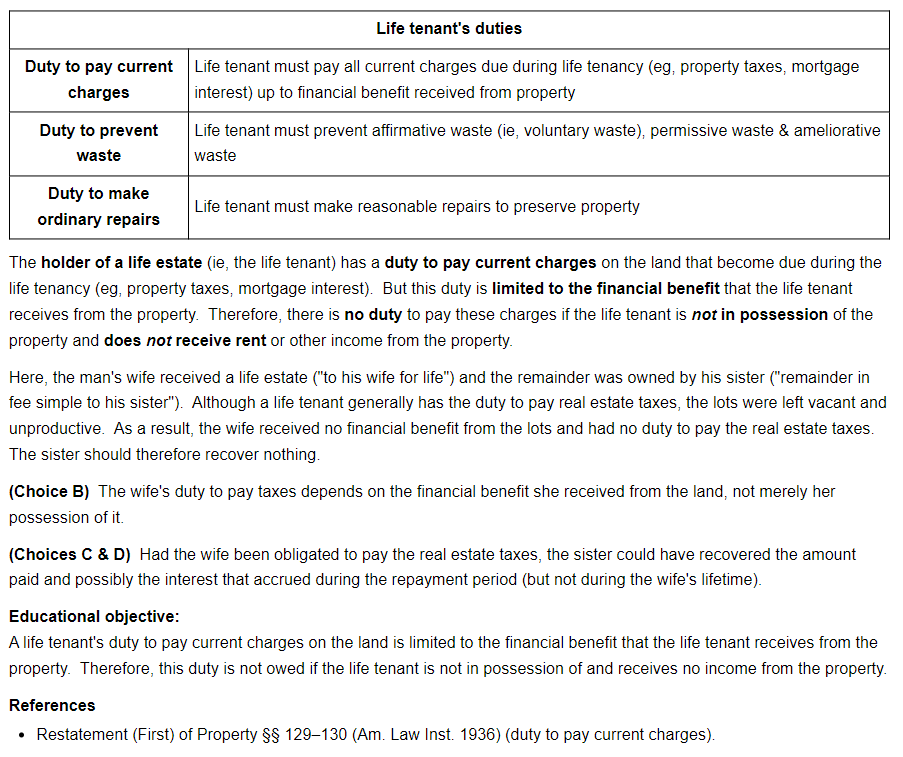 Life tenant's duties
Duty to pay current
charges
Life tenant must pay all current charges due during life tenancy (eg, property taxes, mortgage
interest) up to financial benefit received from property
Duty to prevent
waste
Life tenant must prevent affirmative waste (ie, voluntary waste), permissive waste & ameliorative
waste
Duty to make
ordinary repairs
Life tenant must make reasonable repairs to preserve property
The holder of a life estate (ie, the life tenant) has a duty to pay current charges on the land that become due during the
life tenancy (eg, property taxes, mortgage interest). But this duty is limited to the financial benefit that the life tenant
receives from the property. Therefore, there is no duty to pay these charges if the life tenant is not in possession of the
property and does not receive rent or other income from the property.
Here, the man's wife received a life estate ("to his wife for life") and the remainder was owned by his sister ("remainder in
fee simple to his sister"). Although a life tenant generally has the duty to pay real estate taxes, the lots were left vacant and
unproductive. As a result, the wife received no financial benefit from the lots and had no duty to pay the real estate taxes.
The sister should therefore recover nothing.
(Choice B) The wife's duty to pay taxes depends on the financial benefit she received from the land, not merely her
possession of it.
(Choices C & D) Had the wife been obligated to pay the real estate taxes, the sister could have recovered the amount
paid and possibly the interest that accrued during the repayment period (but not during the wife's lifetime).
Educational objective:
A life tenant's duty to pay current charges on the land is limited to the financial benefit that the life tenant receives from the
property. Therefore, this duty is not owed if the life tenant is not in possession of and receives no income from the property.
References
• Restatement (First) of Property §§ 129–130 (Am. Law Inst. 1936) (duty to pay current charges).